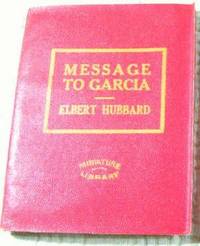 MESSAGE
TO GARCIA
ELBERT HUBBARD
MINIATURE
LIBRARY